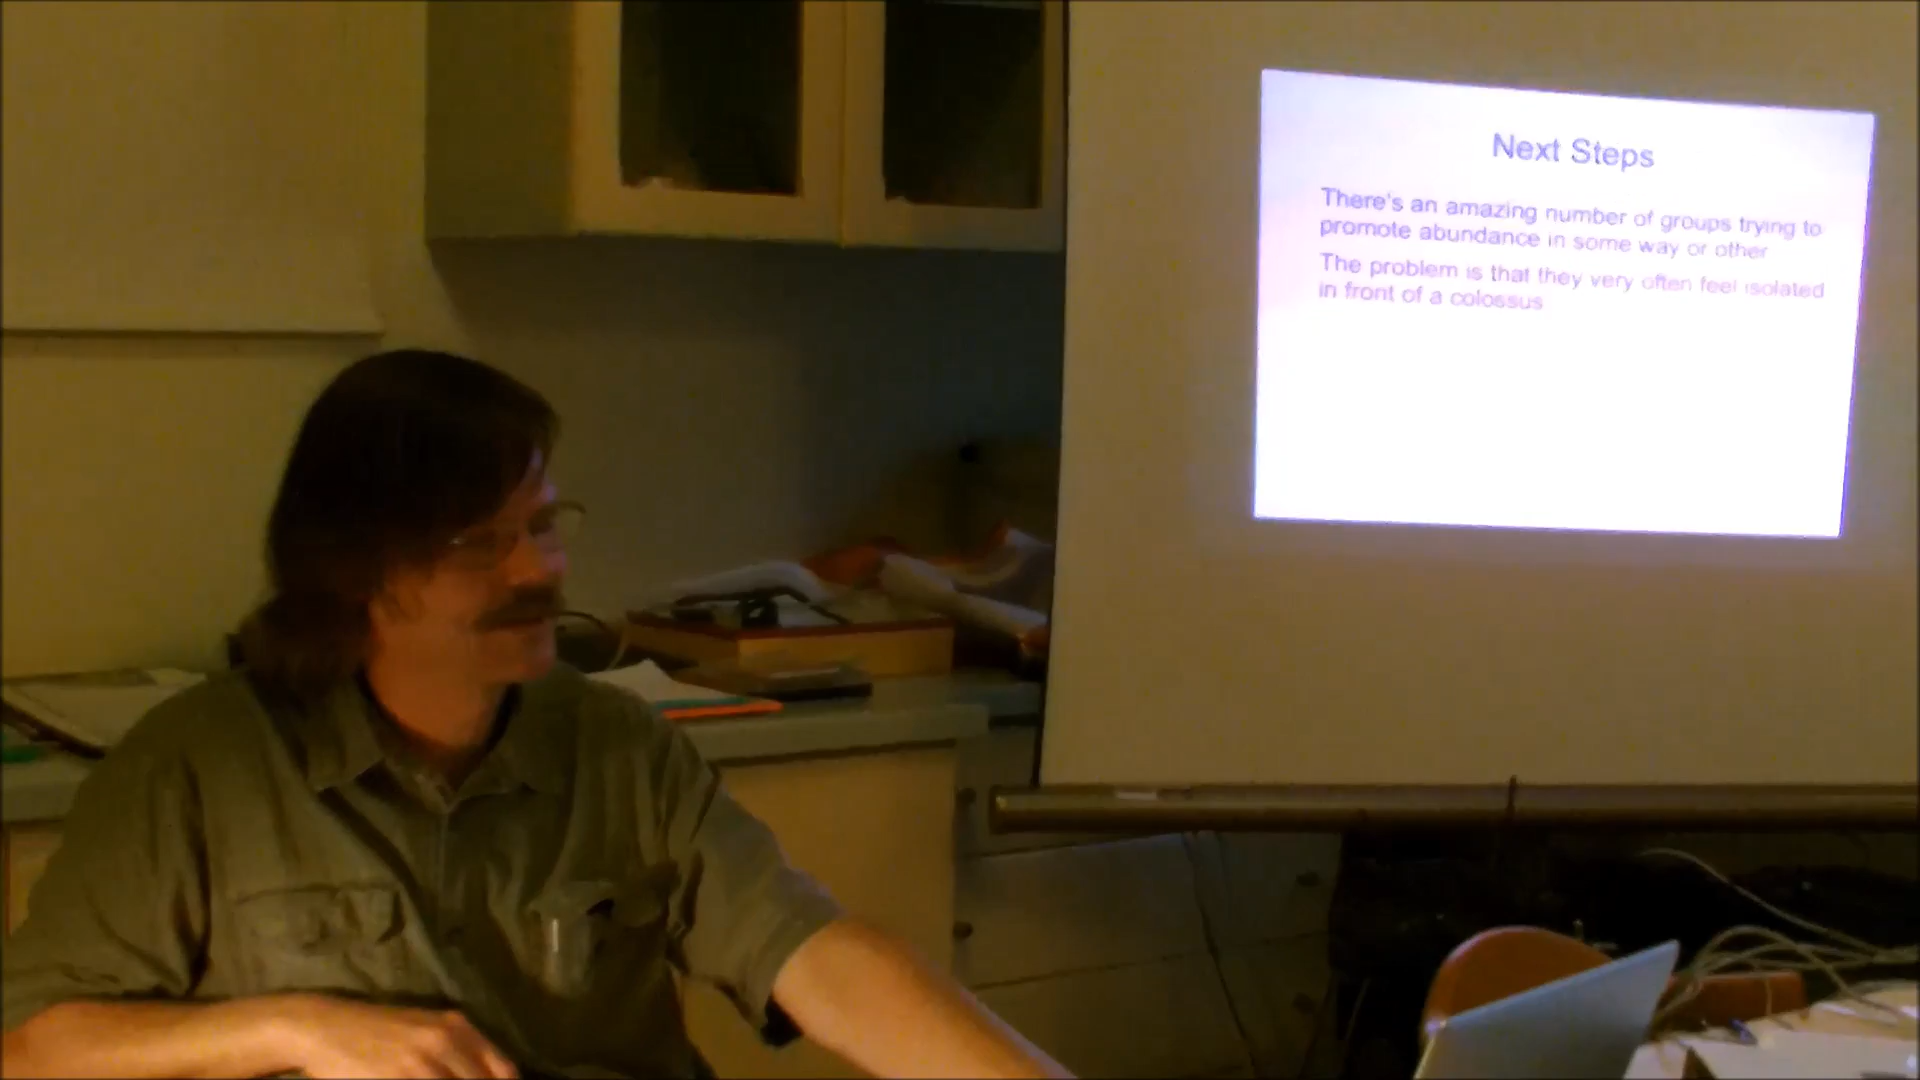 Next Steps
There's an amazing number of groups trying to
promote abundance in some way or other
The problem is that they very often feel isolated
in front of a colossus